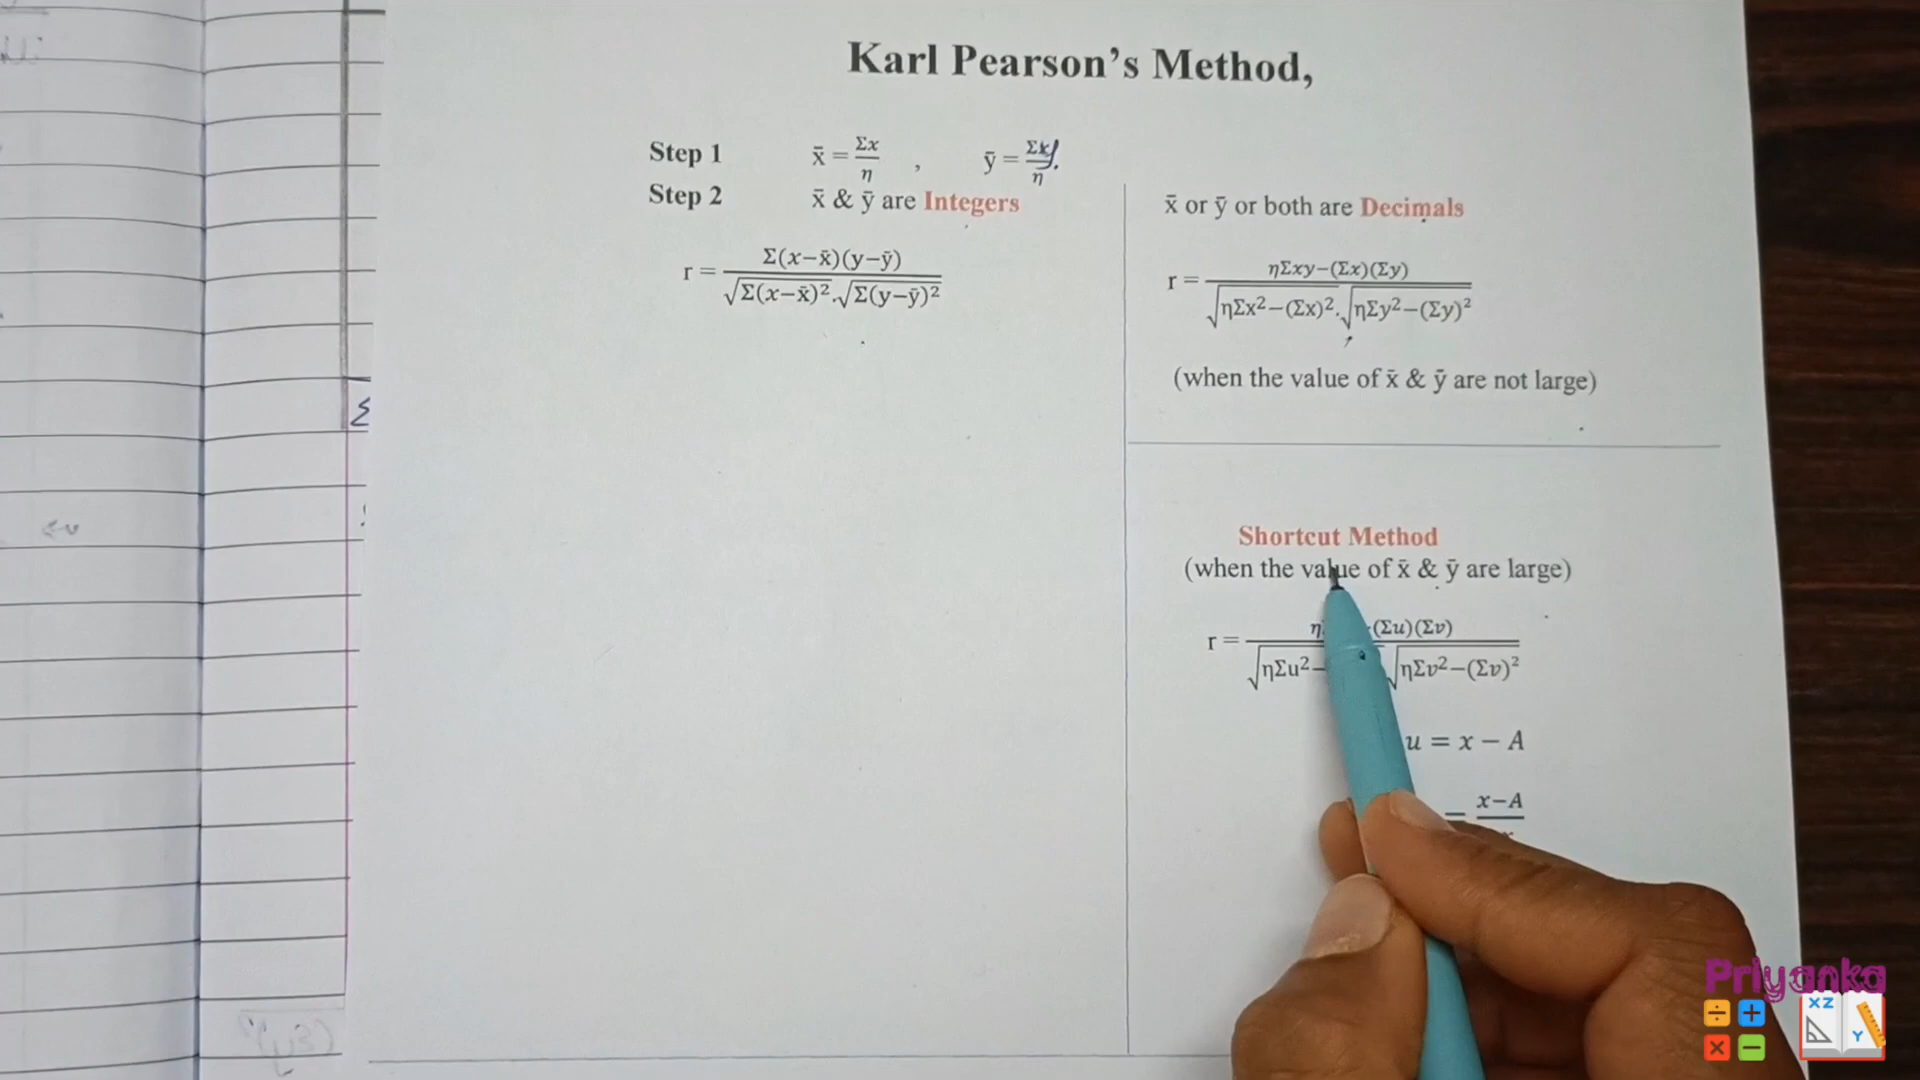 Karl Pearson's Method,
Step 1 x̄ = Σx/η , ȳ = Σy/η
Step 2 x̄ & ȳ are Integers
r = Σ(x−x̄)(y−ȳ) / √Σ(x−x̄)².√Σ(y−ȳ)²
x̄ or ȳ or both are Decimals
r = ηΣxy−(Σx)(Σy) / √ηΣx²−(Σx)².√ηΣy²−(Σy)²
(when the value of x̄ & ȳ are not large)
Shortcut Method
(when the value of x̄ & ȳ are large)
r = η (Σu)(Σv) / √ηΣu²− √ηΣv²−(Σv)²
u = x − A
= x−A
Σ
Priyanka
XZ
Y